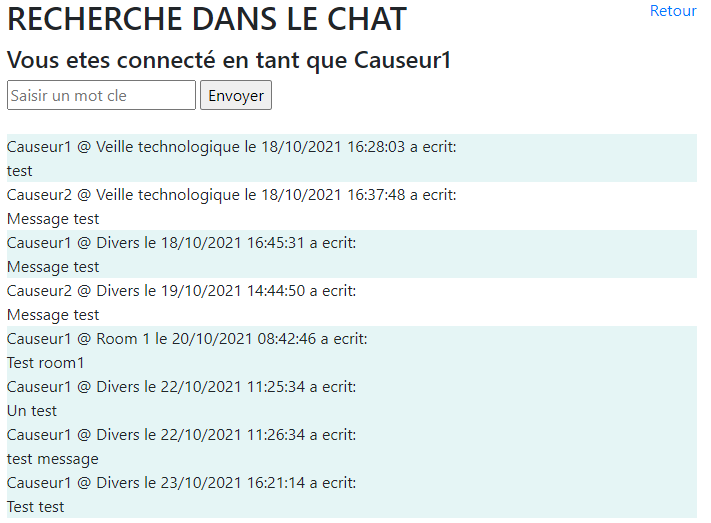 RECHERCHE DANS LE CHAT
Retour
Vous etes connecté en tant que Causeur1
Saisir un mot cle
Envoyer
Causeur1 @ Veille technologique le 18/10/2021 16:28:03 a ecrit:
test
Causeur2 @ Veille technologique le 18/10/2021 16:37:48 a ecrit:
Message test
Causeur1 @ Divers le 18/10/2021 16:45:31 a ecrit:
Message test
Causeur2 @ Divers le 19/10/2021 14:44:50 a ecrit:
Message test
Causeur1 @ Room 1 le 20/10/2021 08:42:46 a ecrit:
Test room1
Causeur1 @ Divers le 22/10/2021 11:25:34 a ecrit:
Un test
Causeur1 @ Divers le 22/10/2021 11:26:34 a ecrit:
test message
Causeur1 @ Divers le 23/10/2021 16:21:14 a ecrit:
Test test